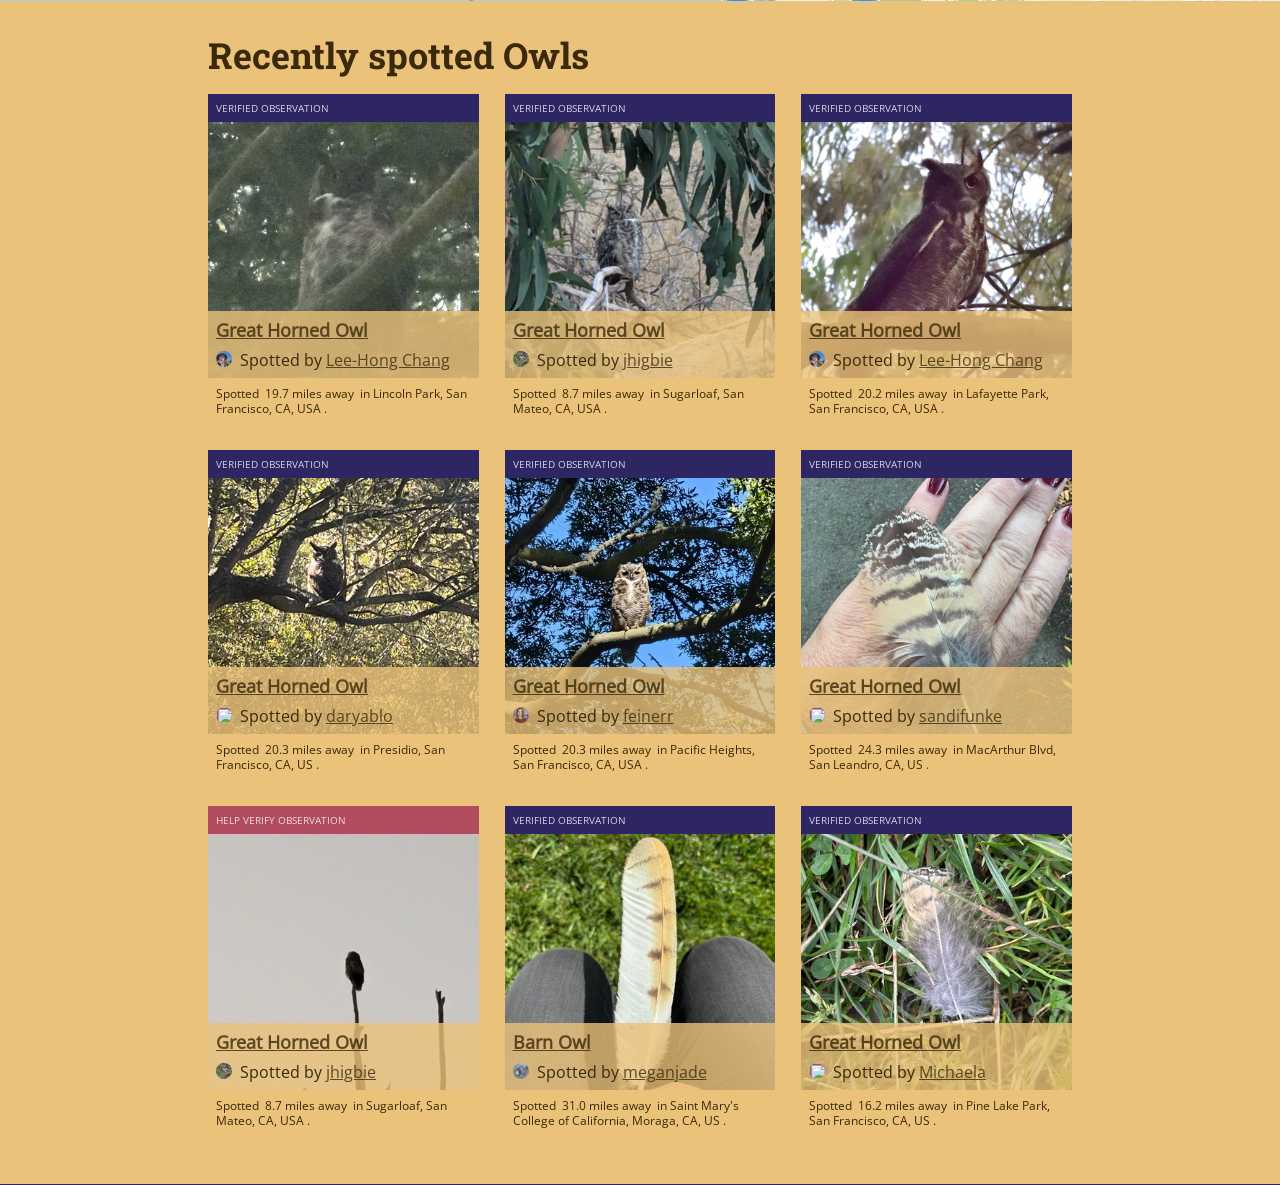 Recently spotted Owls
VERIFIED OBSERVATION
Great Horned Owl
Spotted by Lee-Hong Chang
Spotted 19.7 miles away in Lincoln Park, San
Francisco, CA, USA .
VERIFIED OBSERVATION
Great Horned Owl
Spotted by jhigbie
Spotted 8.7 miles away in Sugarloaf, San
Mateo, CA, USA .
VERIFIED OBSERVATION
Great Horned Owl
Spotted by Lee-Hong Chang
Spotted 20.2 miles away in Lafayette Park,
San Francisco, CA, USA .
VERIFIED OBSERVATION
Great Horned Owl
Spotted by daryablo
Spotted 20.3 miles away in Presidio, San
Francisco, CA, US .
VERIFIED OBSERVATION
Great Horned Owl
Spotted by feinerr
Spotted 20.3 miles away in Pacific Heights,
San Francisco, CA, USA .
VERIFIED OBSERVATION
Great Horned Owl
Spotted by sandifunke
Spotted 24.3 miles away in MacArthur Blvd,
San Leandro, CA, US .
HELP VERIFY OBSERVATION
Great Horned Owl
Spotted by jhigbie
Spotted 8.7 miles away in Sugarloaf, San
Mateo, CA, USA .
VERIFIED OBSERVATION
Barn Owl
Spotted by meganjade
Spotted 31.0 miles away in Saint Mary's
College of California, Moraga, CA, US .
VERIFIED OBSERVATION
Great Horned Owl
Spotted by Michaela
Spotted 16.2 miles away in Pine Lake Park,
San Francisco, CA, US .